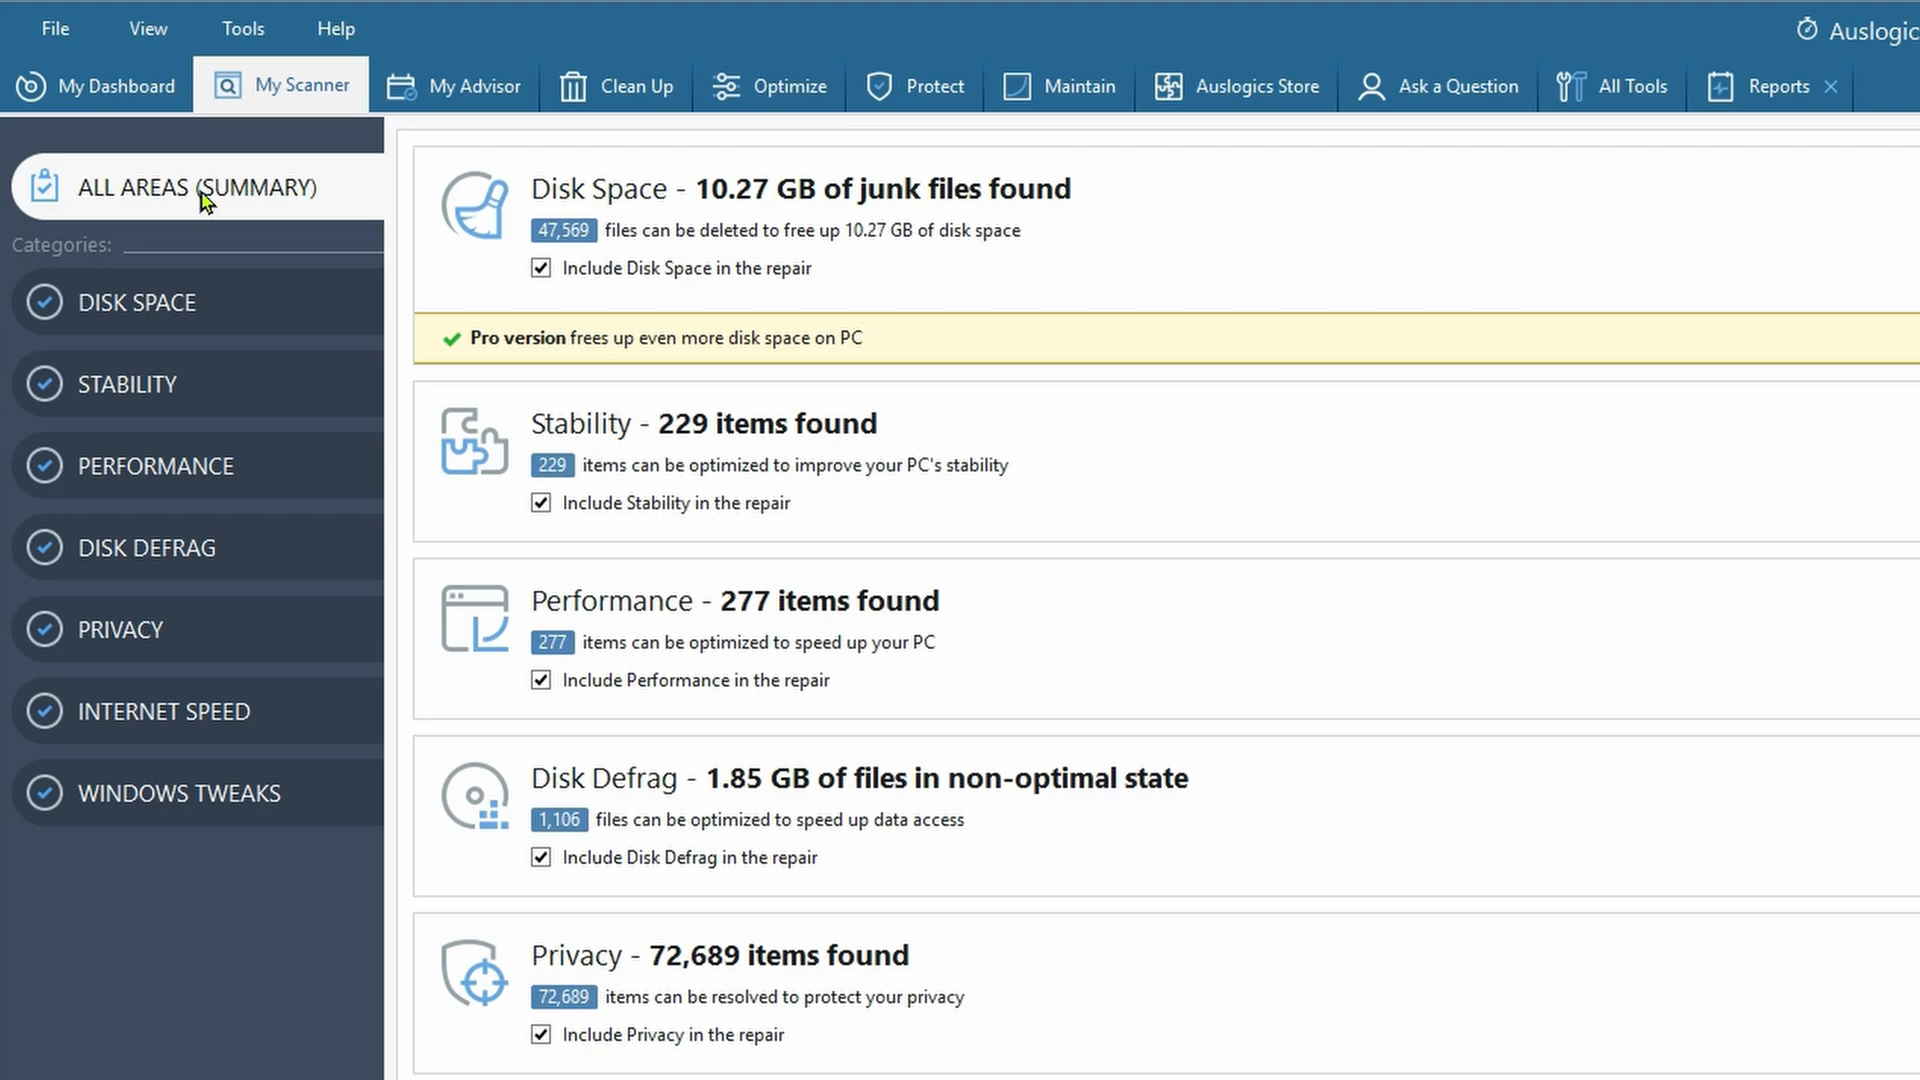 File View Tools Help
Auslogic
My Dashboard My Scanner My Advisor Clean Up Optimize Protect Maintain Auslogics Store Ask a Question All Tools Reports
ALL AREAS (SUMMARY)
Categories:
DISK SPACE
STABILITY
PERFORMANCE
DISK DEFRAG
PRIVACY
INTERNET SPEED
WINDOWS TWEAKS
Disk Space - 10.27 GB of junk files found
47,569 files can be deleted to free up 10.27 GB of disk space
Include Disk Space in the repair
Pro version frees up even more disk space on PC
Stability - 229 items found
229 items can be optimized to improve your PC's stability
Include Stability in the repair
Performance - 277 items found
277 items can be optimized to speed up your PC
Include Performance in the repair
Disk Defrag - 1.85 GB of files in non-optimal state
1,106 files can be optimized to speed up data access
Include Disk Defrag in the repair
Privacy - 72,689 items found
72,689 items can be resolved to protect your privacy
Include Privacy in the repair